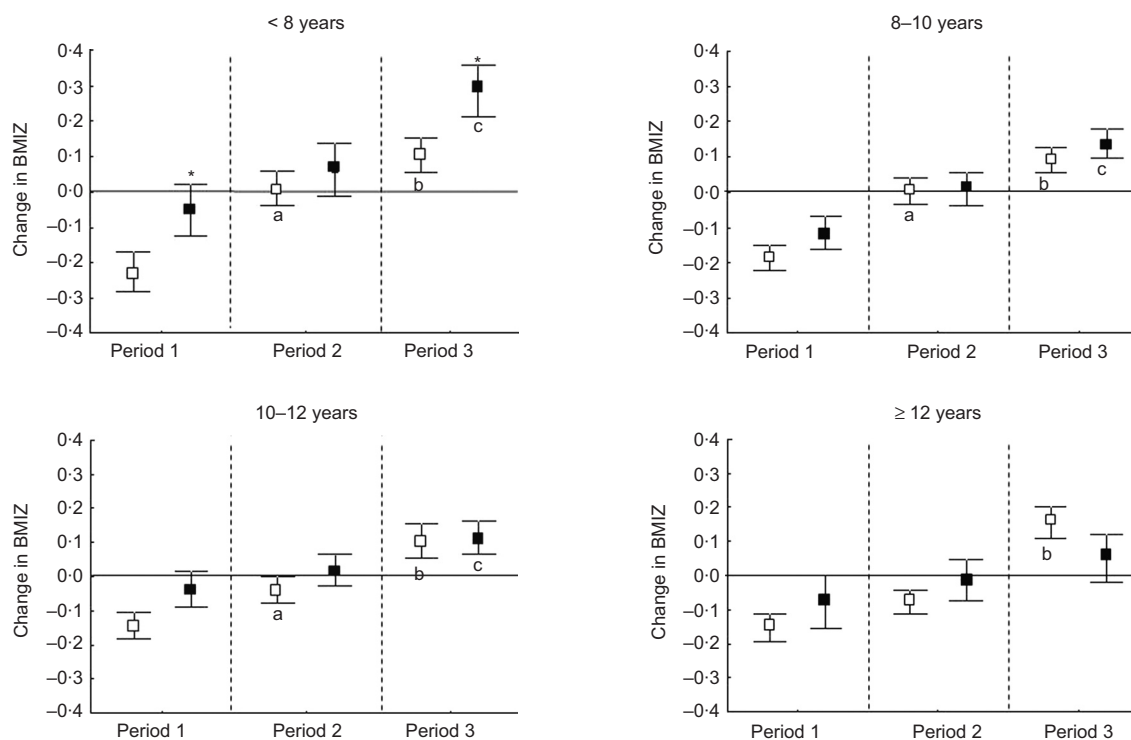 < 8 years
0·4
0·3
0·2
0·1
0·0
–0·1
–0·2
–0·3
–0·4
Change in BMIZ
*
a
b
*
c
Period 1
Period 2
Period 3
8–10 years
0·4
0·3
0·2
0·1
0·0
–0·1
–0·2
–0·3
–0·4
Change in BMIZ
a
b
c
Period 1
Period 2
Period 3
10–12 years
0·4
0·3
0·2
0·1
0·0
–0·1
–0·2
–0·3
–0·4
Change in BMIZ
a
b
c
Period 1
Period 2
Period 3
≥ 12 years
0·4
0·3
0·2
0·1
0·0
–0·1
–0·2
–0·3
–0·4
Change in BMIZ
b
Period 1
Period 2
Period 3